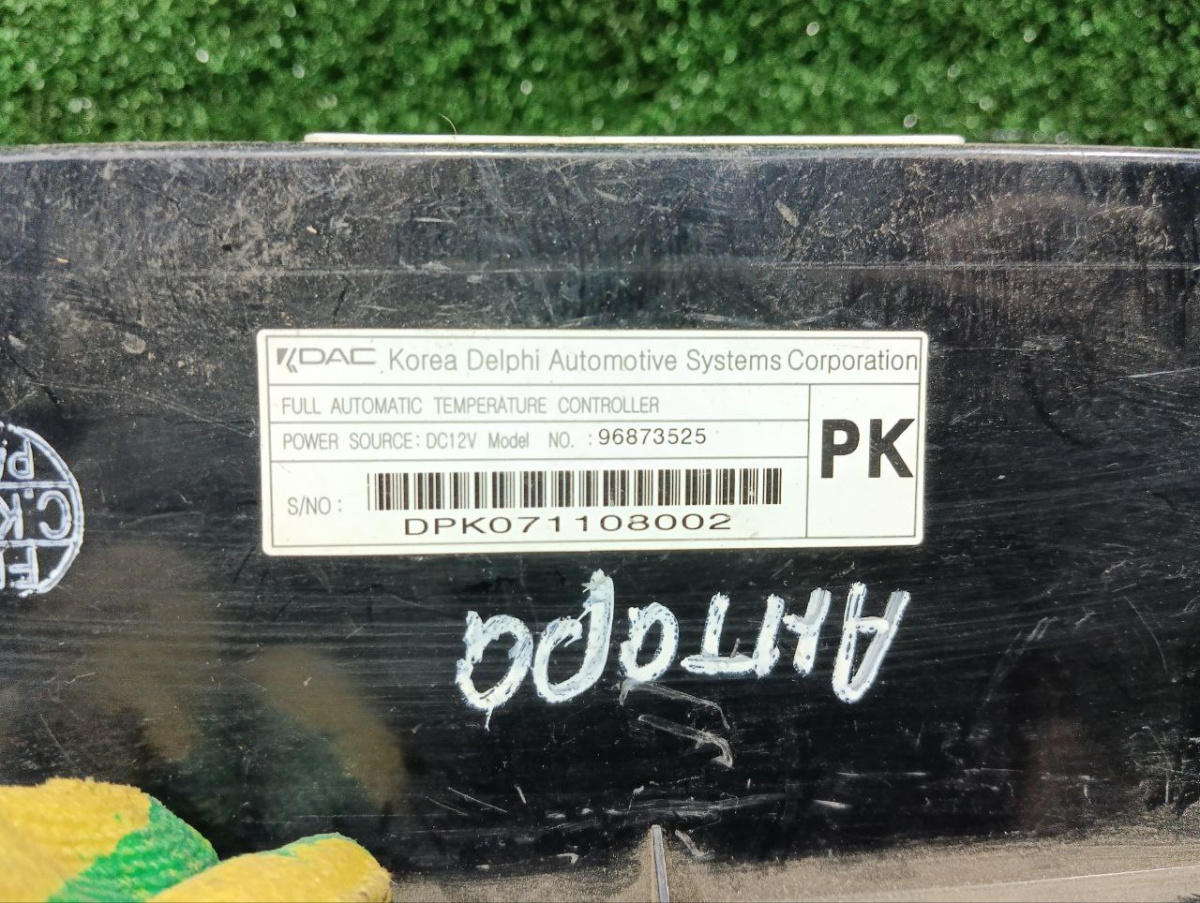 KDAC Korea Delphi Automotive Systems Corporation
FULL AUTOMATIC TEMPERATURE CONTROLLER
POWER SOURCE: DC12V Model NO. : 96873525
PK
S/NO :
DPK071108002
Антара